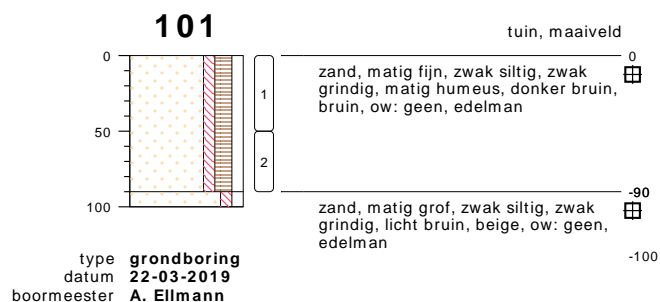 101
tuin, maaiveld
0
0
zand, matig fijn, zwak siltig, zwak
grindig, matig humeus, donker bruin,
bruin, ow: geen, edelman
1
50
2
-90
100
zand, matig grof, zwak siltig, zwak
grindig, licht bruin, beige, ow: geen,
edelman
-100
type grondboring
datum 22-03-2019
boormeester A. Ellmann